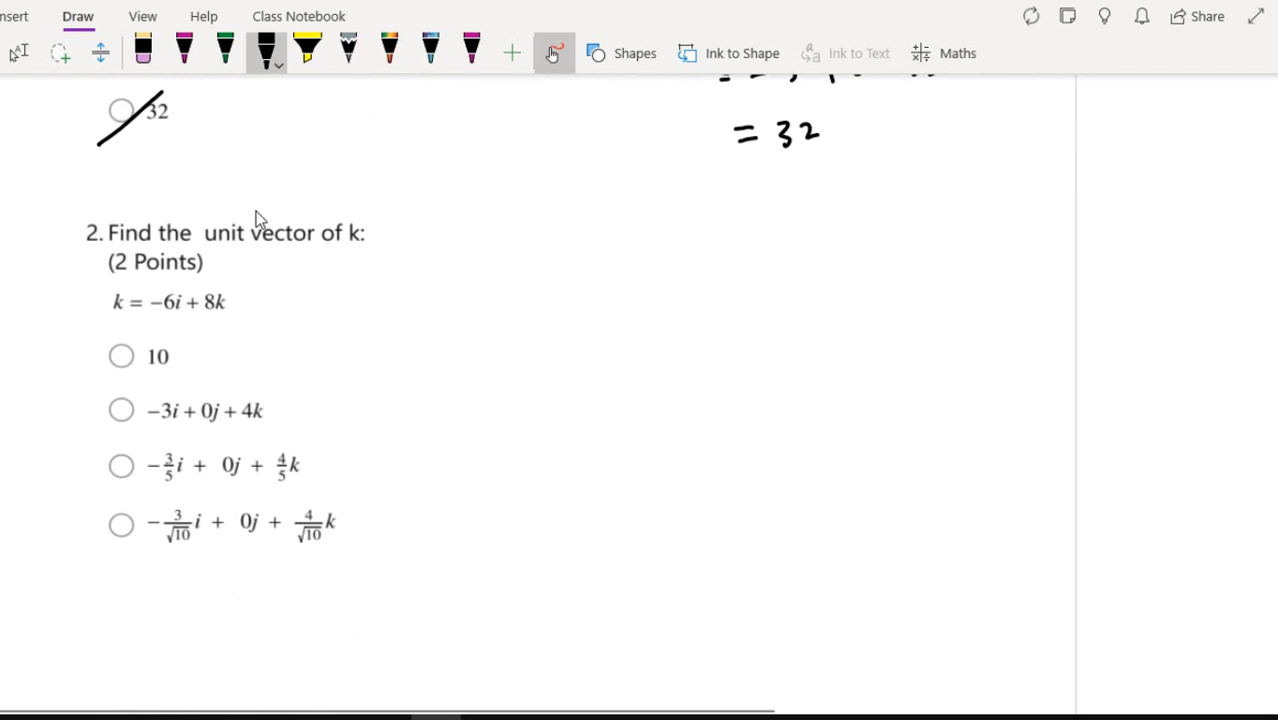 nsert Draw View Help Class Notebook Share
Shapes Ink to Shape Ink to Text Maths
32
= 32
2. Find the unit vector of k:
(2 Points)
k = −6i + 8k
10
−3i + 0j + 4k
−3/5 i + 0j + 4/5 k
−3/√10 i + 0j + 4/√10 k